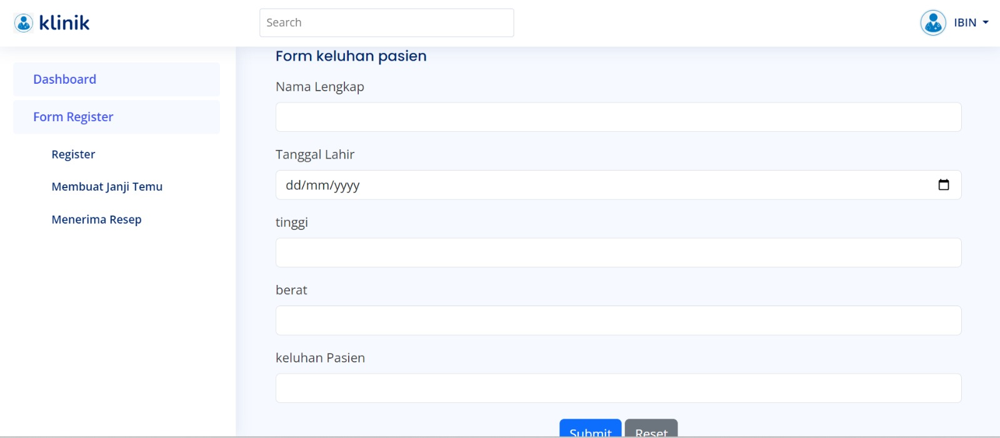 klinik
Search
IBIN
Dashboard
Form Register
Register
Membuat Janji Temu
Menerima Resep
Form keluhan pasien
Nama Lengkap
Tanggal Lahir
dd/mm/yyyy
tinggi
berat
keluhan Pasien
Submit Reset